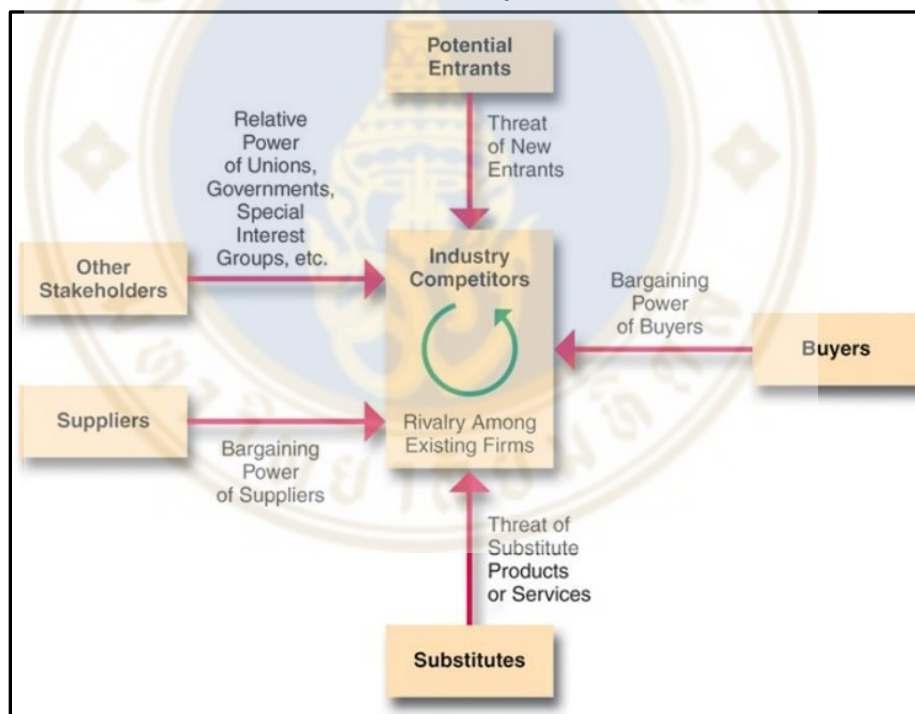 Potential
Entrants
Threat
of New
Entrants
Relative
Power
of Unions,
Governments,
Special
Interest
Groups, etc.
Other
Stakeholders
Industry
Competitors
Rivalry Among
Existing Firms
Bargaining
Power
of Buyers
Buyers
Suppliers
Bargaining
Power
of Suppliers
Threat of
Substitute
Products
or Services
Substitutes